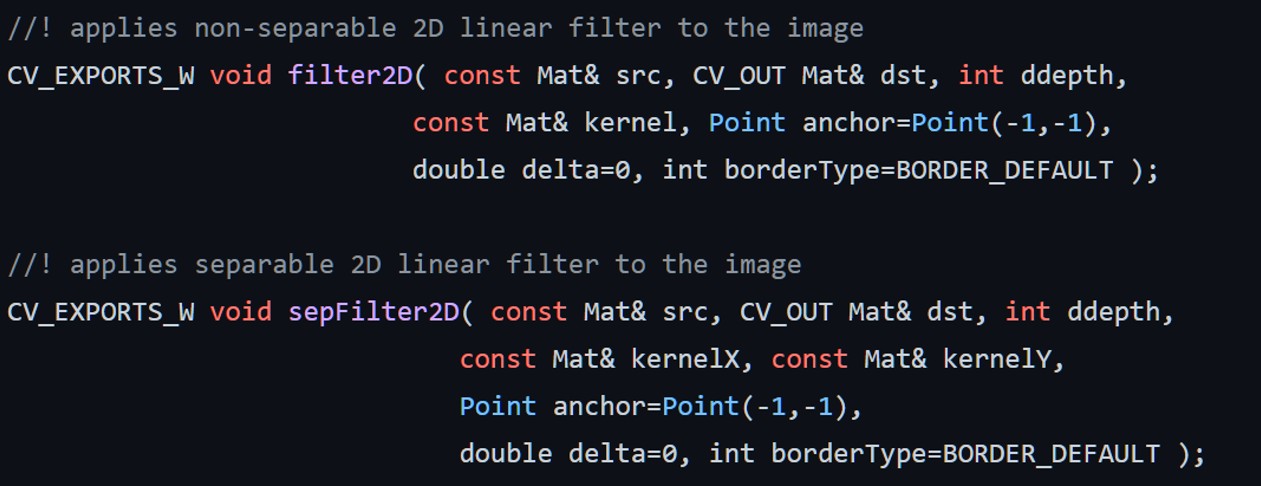 //! applies non-separable 2D linear filter to the image
CV_EXPORTS_W void filter2D( const Mat& src, CV_OUT Mat& dst, int ddepth,
const Mat& kernel, Point anchor=Point(-1,-1),
double delta=0, int borderType=BORDER_DEFAULT );
//! applies separable 2D linear filter to the image
CV_EXPORTS_W void sepFilter2D( const Mat& src, CV_OUT Mat& dst, int ddepth,
const Mat& kernelX, const Mat& kernelY,
Point anchor=Point(-1,-1),
double delta=0, int borderType=BORDER_DEFAULT );